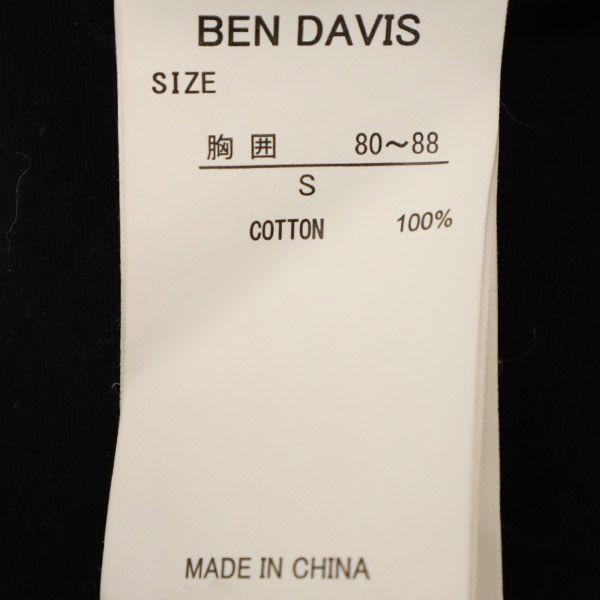 BEN DAVIS
SIZE
胸囲 80～88
S
COTTON 100%
MADE IN CHINA